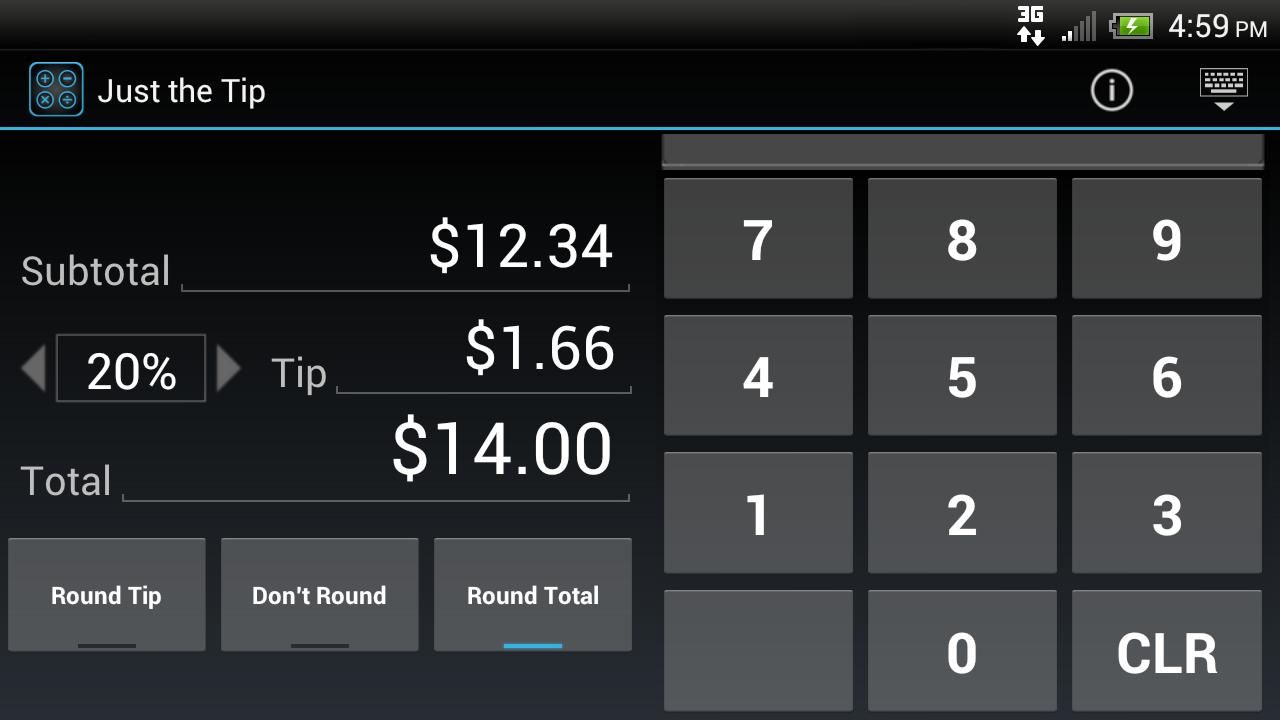 3G 4:59 PM
Just the Tip
Subtotal $12.34
20% Tip $1.66
Total $14.00
Round Tip Don't Round Round Total
7 8 9
4 5 6
1 2 3
0 CLR